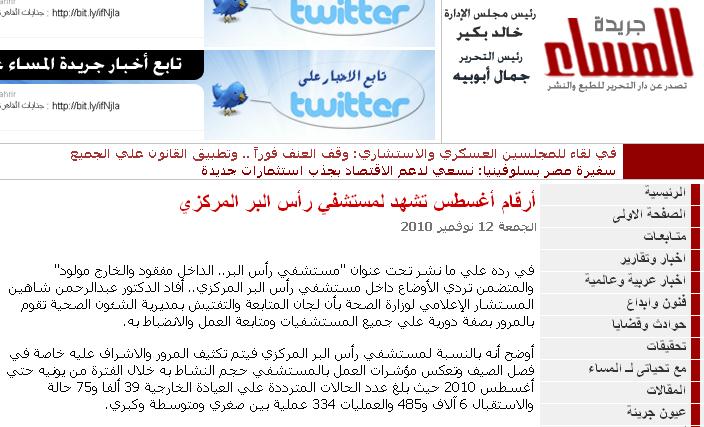 جريدة
المساء
تصدر عن دار التحرير للطبع والنشر
رئيس مجلس الإدارة
خالد بكير
رئيس التحرير
جمال أبوبيه
twitter
http://bit.ly/ifNjla : جنايات القاهرة
تابع أخبار جريدة المساء
تابع الاخبار على
twitter
http://bit.ly/ifNjla : جنايات القاهرة
في لقاء للمجلسين العسكري والاستشاري: وقف العنف فوراً .. وتطبيق القانون علي الجميع
سفيرة مصر بسلوفينيا: نسعي لدعم الاقتصاد بجذب استثمارات جديدة
الرئيسية
الصفحة الاولى
متابعات
أخبار وتقارير
أخبار عربية وعالمية
فنون وابداع
حوادث وقضايا
تحقيقات
مع تحياتى لـ المساء
المقالات
عيون جريئة
أرقام أغسطس تشهد لمستشفي رأس البر المركزي
الجمعة 12 نوفمبر 2010
في رده علي ما نشر تحت عنوان "مستشفي رأس البر.. الداخل مفقود والخارج مولود"
والمتضمن تردي الأوضاع داخل مستشفي رأس البر المركزي.. أفاد الدكتور عبدالرحمن شاهين
المستشار الإعلامي لوزارة الصحة بأن لجان المتابعة والتفتيش بمديرية الشئون الصحية تقوم
بالمرور بصفة دورية علي جميع المستشفيات ومتابعة العمل والانضباط به.
أوضح أنه بالنسبة لمستشفي رأس البر المركزي فيتم تكثيف المرور والاشراف عليه خاصة في
فصل الصيف وتعكس مؤشرات العمل بالمستشفي حجم النشاط به خلال الفترة من يونيه حتي
أغسطس 2010 حيث بلغ عدد الحالات المترددة علي العيادة الخارجية 39 ألفا و75 حالة
والاستقبال 6 آلاف و485 والعمليات 334 عملية بين صغري ومتوسطة وكبري.